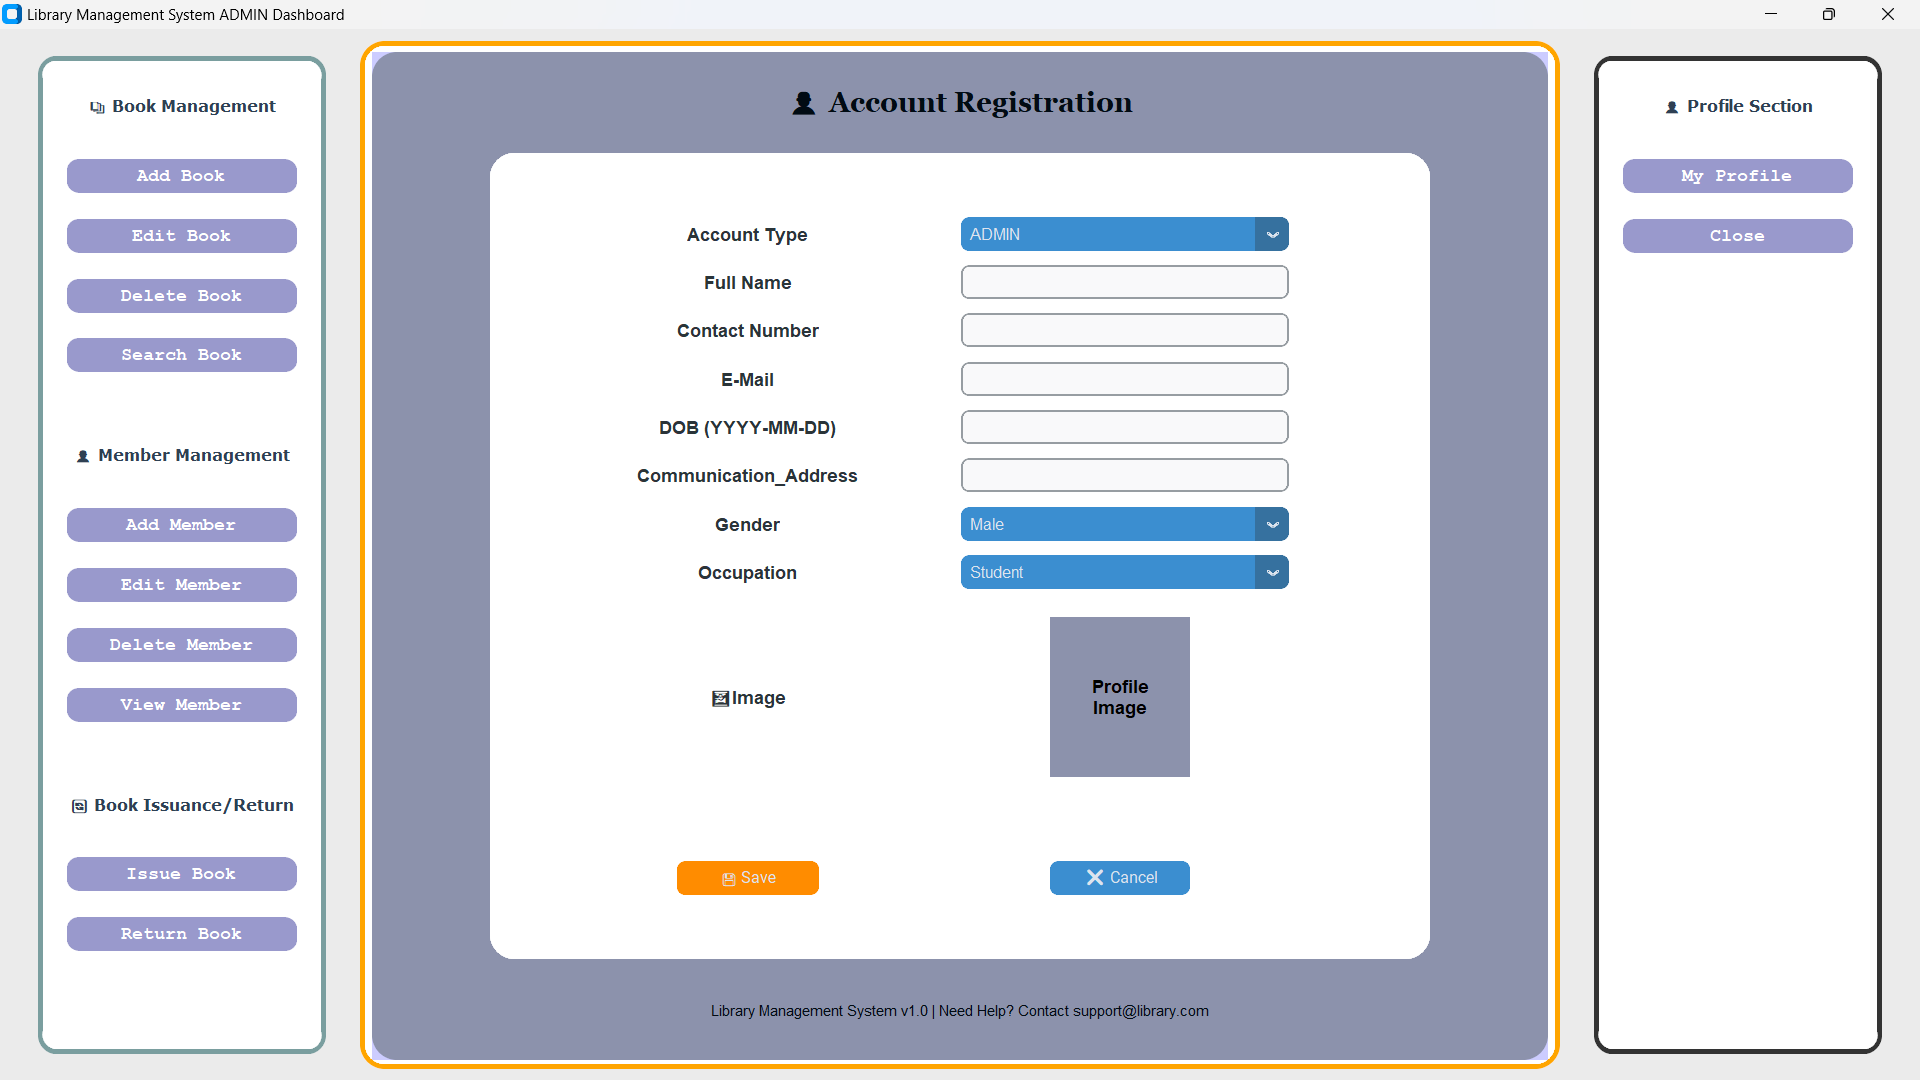 Library Management System ADMIN Dashboard
Book Management
Add Book
Edit Book
Delete Book
Search Book
Member Management
Add Member
Edit Member
Delete Member
View Member
Book Issuance/Return
Issue Book
Return Book
Account Registration
Account Type
ADMIN
Full Name
Contact Number
E-Mail
DOB (YYYY-MM-DD)
Communication_Address
Gender
Male
Occupation
Student
Image
Profile
Image
Save
Cancel
Library Management System v1.0 | Need Help? Contact support@library.com
Profile Section
My Profile
Close